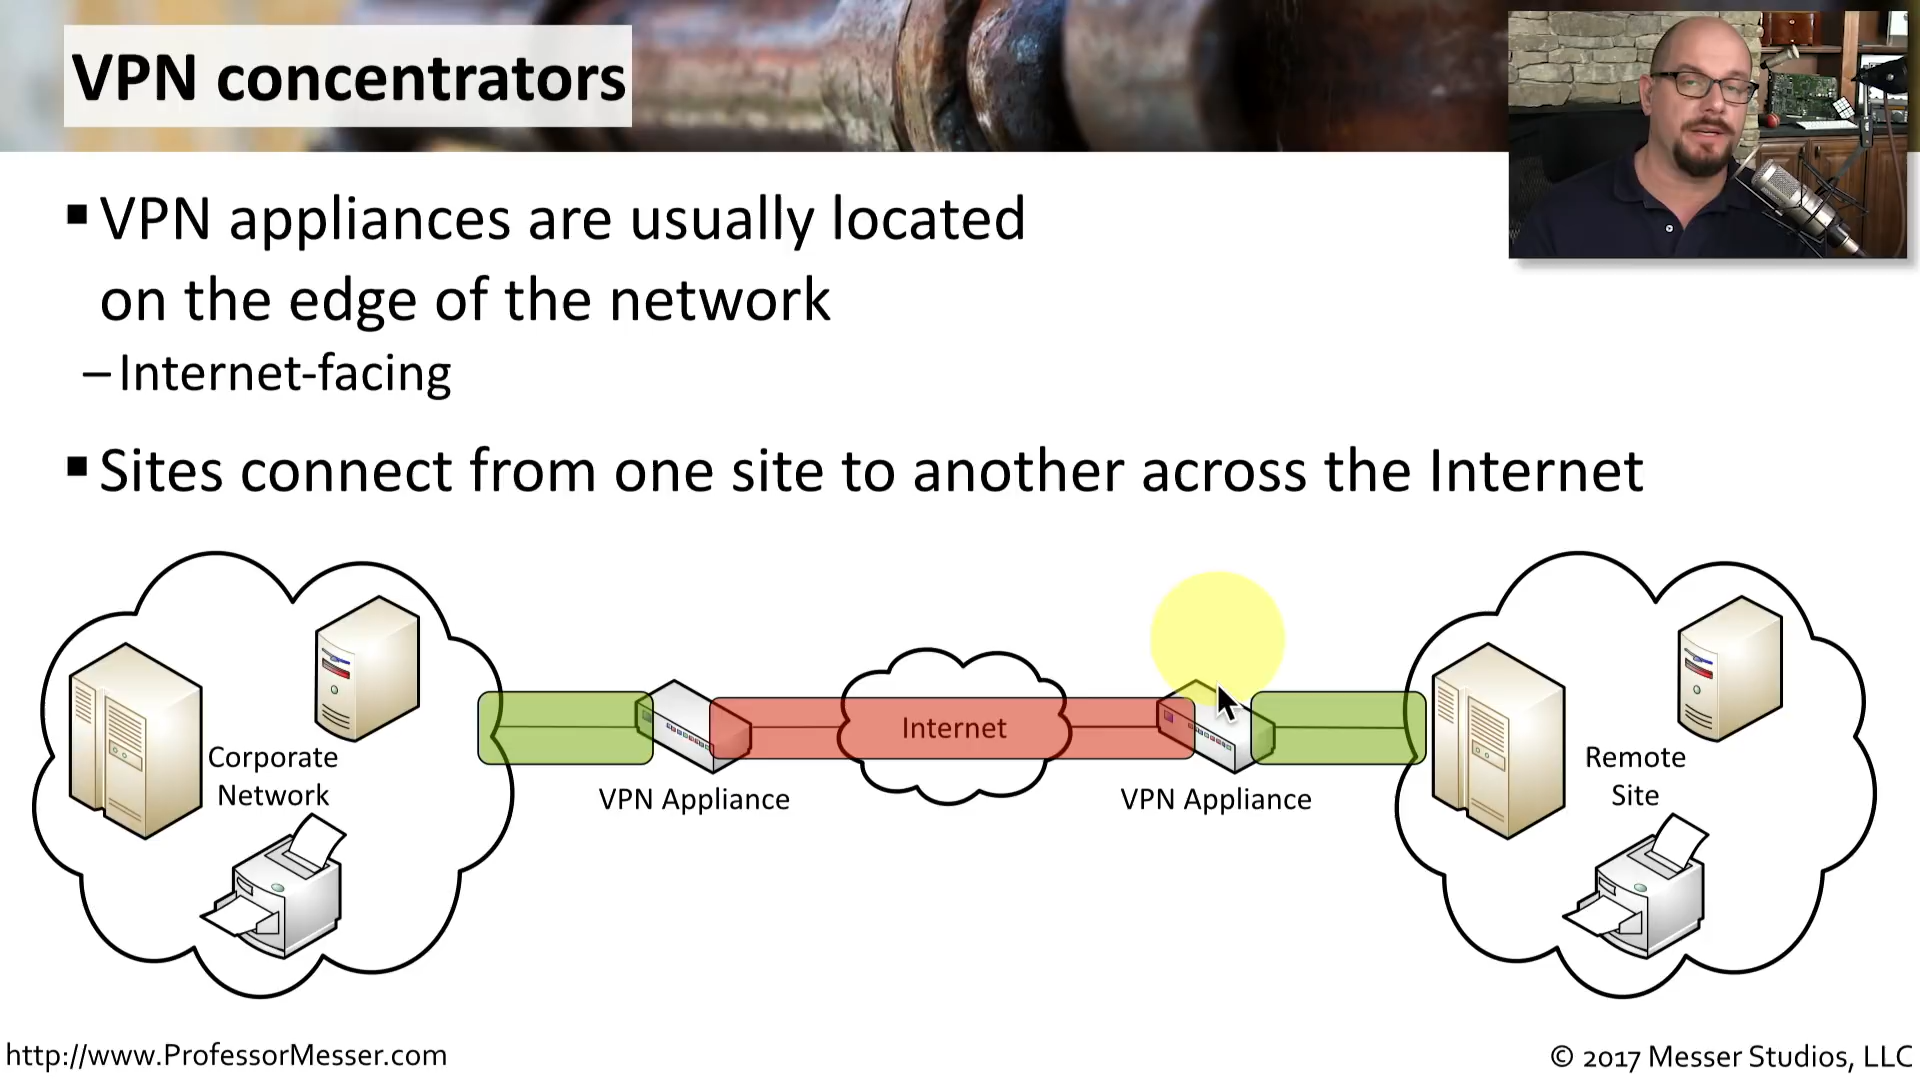 VPN concentrators
▪ VPN appliances are usually located
on the edge of the network
– Internet-facing
▪ Sites connect from one site to another across the Internet
Corporate
Network
VPN Appliance
Internet
VPN Appliance
Remote
Site
http://www.ProfessorMesser.com
© 2017 Messer Studios, LLC